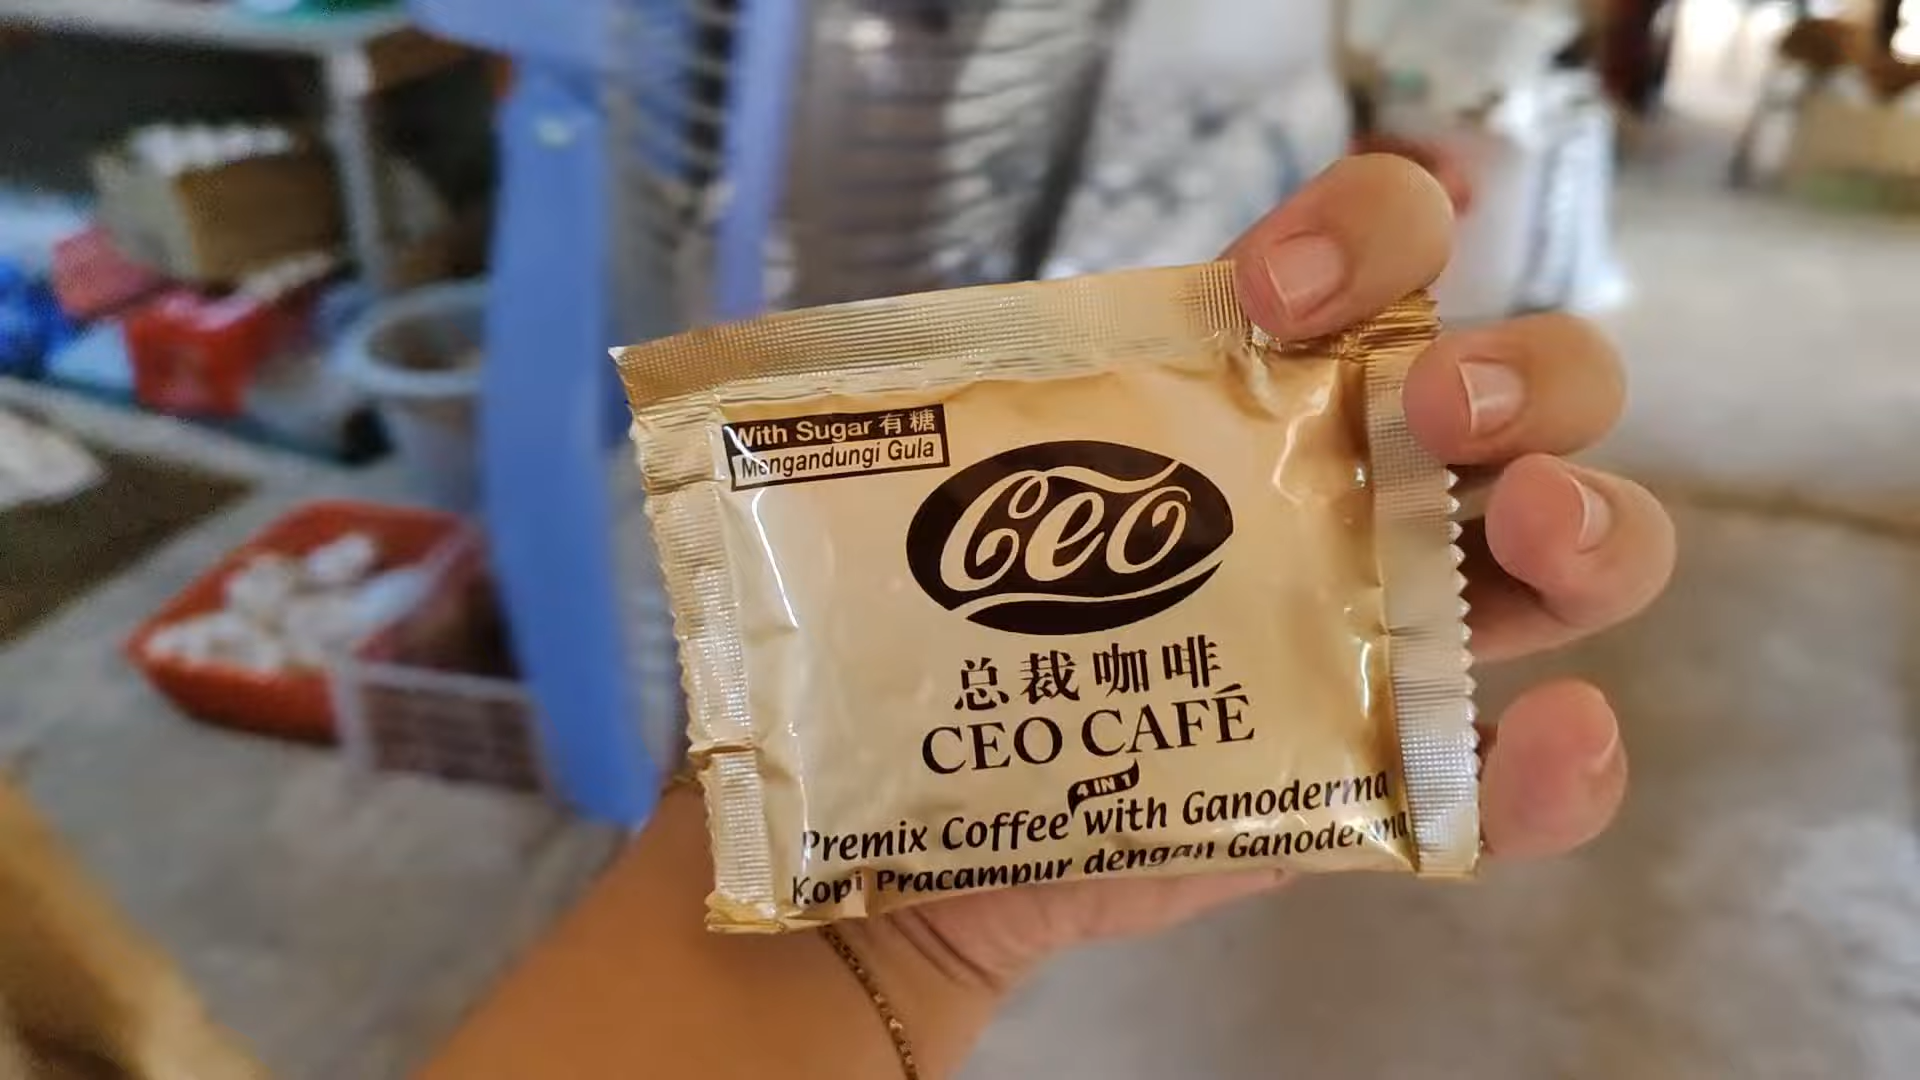 With Sugar 有糖
Mengandungi Gula
Ceo
总裁咖啡
CEO CAFÉ
4 IN 1
Premix Coffee with Ganoderma
Kopi Pracampur dengan Ganoderma